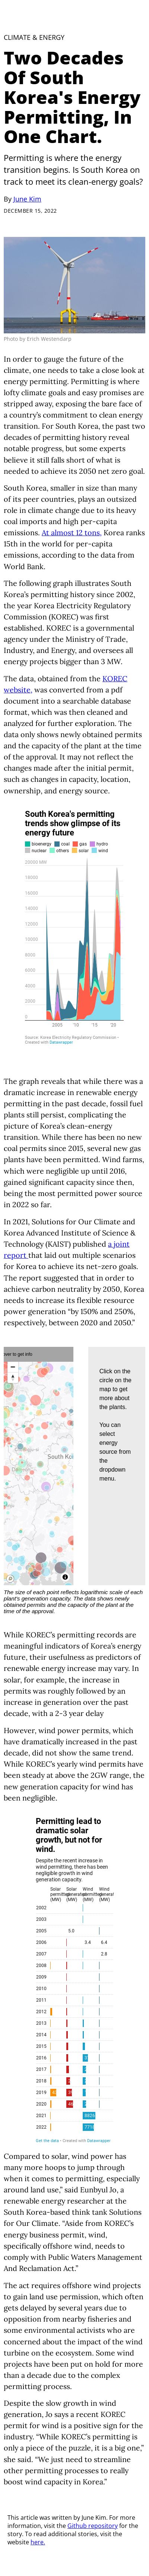 CLIMATE & ENERGY
Two Decades
Of South
Korea's Energy
Permitting, In
One Chart.
Permitting is where the energy
transition begins. Is South Korea on
track to meet its clean-energy goals?
By June Kim
DECEMBER 15, 2022
Photo by Erich Westendarp
In order to gauge the future of the
climate, one needs to take a close look at
energy permitting. Permitting is where
lofty climate goals and easy promises are
stripped away, exposing the bare face of
a country's commitment to clean energy
transition. For South Korea, the past two
decades of permitting history reveal
notable progress, but some experts
believe it still falls short of what is
needed to achieve its 2050 net zero goal.
South Korea, smaller in size than many
of its peer countries, plays an outsized
role in climate change due to its heavy
industries and high per capita
emissions. At almost 12 tons, Korea ranks
15th in the world for per-capita
emissions, according to the data from
World Bank.
The following graph illustrates South
Korea's permitting history since 2002,
the year Korea Electricity Regulatory
Commission (KOREC) was first
established. KOREC is a governmental
agency under the Ministry of Trade,
Industry, and Energy, and permits all
energy projects bigger than 3 MW.
The data, obtained from the KOREC
website, was converted from a pdf
document into a searchable database
format, which was then cleaned and
analyzed for further examination. The
database only shows newly permits and
the capacity of the plant at the time of
the approval. It may not reflect the
changes made after the initial permit,
such as changes in capacity, location,
ownership, and energy source.
South Korea's permitting
trends show glimpse of its
energy future
bioenergy coal gas hydro
nuclear others solar wind
20000 MW
18000
16000
14000
12000
10000
8000
6000
4000
2000
0
2005 '10 '15 '20
Source: Korea Electricity Regulatory Commission •
Created with Datawrapper
The graph reveals that while there was a
dramatic increase in renewable energy
permitting in the past decade, fossil fuel
plants still persist, complicating the
picture of Korea's clean-energy
transition. While there has been no new
coal permits since 2015, several new gas
plants have been permitted. Wind farms,
which were negligible up until 2016,
gained significant capacity since then,
being the only energy source permitted
in 2022 so far.
In 2021, Solutions for Our Climate and
Korea Advanced Institute of Science &
Technology (KAIST) published a joint
report that laid out multiple scenarios
for South Korea to reach its energy goals.
The report suggested that in order to
achieve carbon neutrality by 2050, Korea
needs to increase its flexible resource
power generation “by 150% and 250%,
respectively, between 2020 and 2050.”
over to get info
South Kor
Click on the
circle on the
map to get
more about
the plants.
You can
select
energy
source from
the
dropdown
menu.
The size of each point reflects logarithmic scale of each
plant's generation capacity. The data shows newly
approved permits and the capacity of the plant at the
time of the approval.
While KOREC's permitting records are
meaningful indicators of Korea's energy
future, their usefulness as predictors of
renewable energy increase may vary. In
solar, for example, the increase in
permits was roughly followed by an
increase in generation over the past
decade, with a 2-3 year delay
However, wind power permits, which
have dramatically increased in the past
decade, did not show the same trend.
While KOREC's yearly wind permits have
been steady at above the 2GW range, the
new generation capacity for wind has
been negligible.
Permitting lead to
dramatic solar
growth, but not for
wind.
Despite the recent increase in
wind permitting, there has been
negligible growth in wind
generation capacity.
2002
2003
2005 5.0
2006 3.4 6.4
2007 2.8
2008
2009
2010
2011
2012
2013
2014
2015
2016
2017
2018
2019
2020
2021
2022
Get the data • Created with Datawrapper
Compared to solar, wind power has
many more hoops to jump through
when it comes to permitting, especially
around land use,” said Eunbyul Jo, a
renewable energy researcher at the
South Korea-based think tank Solutions
for Our Climate. “Aside from KOREC's
energy business permit, wind,
specifically offshore wind, needs to
comply with Public Waters Management
And Reclamation Act.”
The act requires offshore wind projects
to gain land use permission, which often
gets delayed by several years due to
opposition from nearby fisheries and
some environmental activists who are
concerned about the impact of the wind
turbine on the ecosystem. Some wind
projects have been put on hold for more
than a decade due to the complex
permitting process.
Despite the slow growth in wind
generation, Jo says a recent KOREC
permit for wind is a positive sign for the
industry. “While KOREC's permitting is
only a piece of the puzzle, it is a big one,”
she said, “We just need to streamline
other permitting processes to really
boost wind capacity in Korea.”
This article was written by June Kim. For more
information, visit the Github repository for the
story. To read additional stories, visit the
website here.